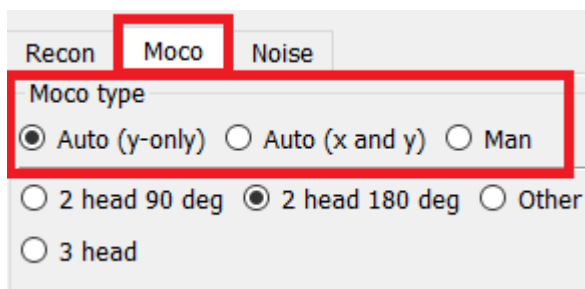 Recon Moco Noise
Moco type
Auto (y-only) Auto (x and y) Man
2 head 90 deg 2 head 180 deg Other
3 head